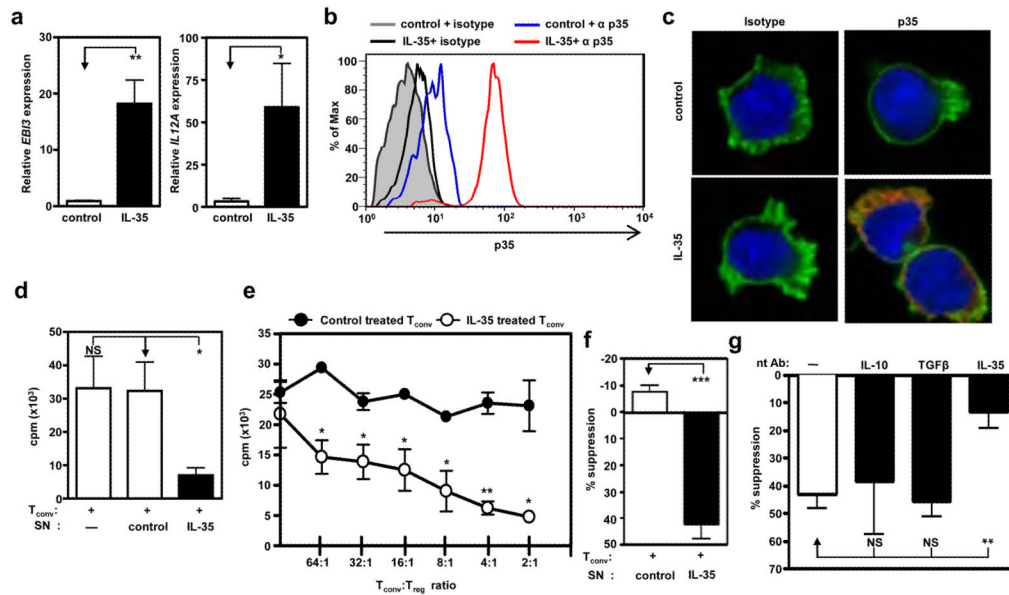 a
Relative EBI3 expression
25
20
15
10
5
0
**
control IL-35
Relative IL12A expression
100
75
50
25
0
*
control IL-35
b
control + isotype control + α p35
IL-35+ isotype IL-35+ α p35
% of Max
100
80
60
40
20
0
10⁰ 10¹ 10² 10³ 10⁴
p35
c
Isotype p35
control
IL-35
d
cpm (x10³)
50
40
30
20
10
0
NS *
Tconv: + + +
SN : — control IL-35
e
Control treated Tconv IL-35 treated Tconv
cpm (x10³)
35
30
25
20
15
10
5
0
* * * * ** *
64:1 32:1 16:1 8:1 4:1 2:1
Tconv:Treg ratio
f
% suppression
-20
-10
0
10
20
30
40
50
***
Tconv: + +
SN : control IL-35
g
nt Ab: — IL-10 TGFβ IL-35
% suppression
0
10
20
30
40
50
60
70
NS NS **